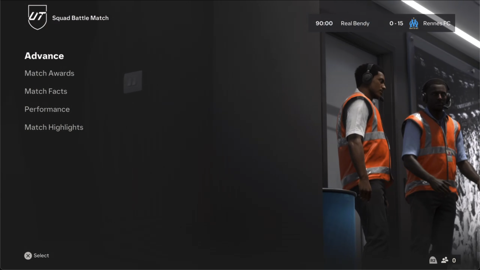 UT Squad Battle Match
90:00 Real Bendy 0 - 15 Rennes FC
Advance
Match Awards
Match Facts
Performance
Match Highlights
Select
0